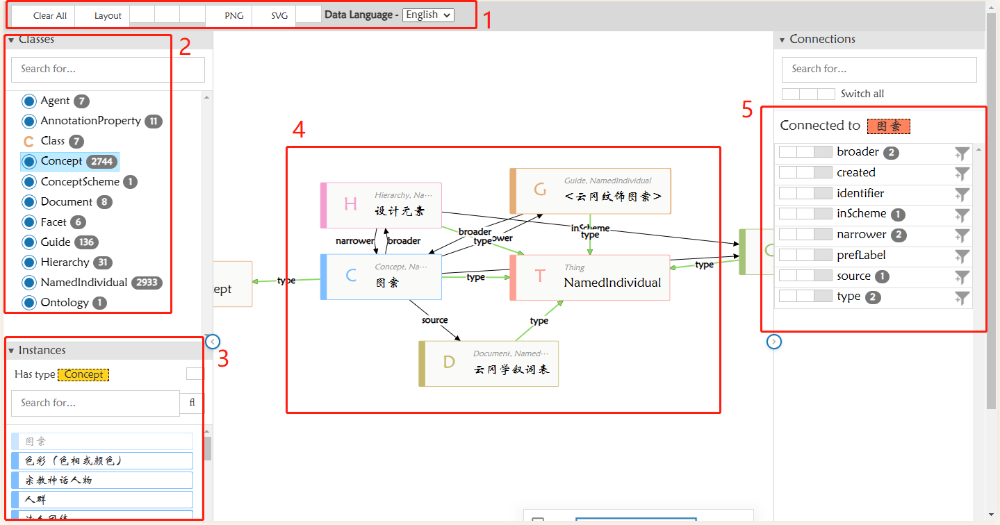 Clear All Layout PNG SVG Data Language - English 1
Classes 2
Search for...
Agent 7
AnnotationProperty 11
Class 7
Concept 2744
ConceptScheme 1
Document 8
Facet 6
Guide 136
Hierarchy 31
NamedIndividual 2933
Ontology 1
Instances 3
Has type Concept
Search for... fl
图案
色彩（色相或颜色）
宗教神话人物
人群
4
H Hierarchy, Na...
设计元素
G Guide, NamedIndividual
<云冈纹饰图案>
narrower broader
broader
type
inScheme
type
cept
type
C Concept, Na...
图案
type
T Thing
NamedIndividual
type
source
type
D Document, Named...
云冈学叙词表
Connections
Search for...
Switch all
5
Connected to 图案
broader 2
created
identifier
inScheme 1
narrower 2
prefLabel
source 1
type 2